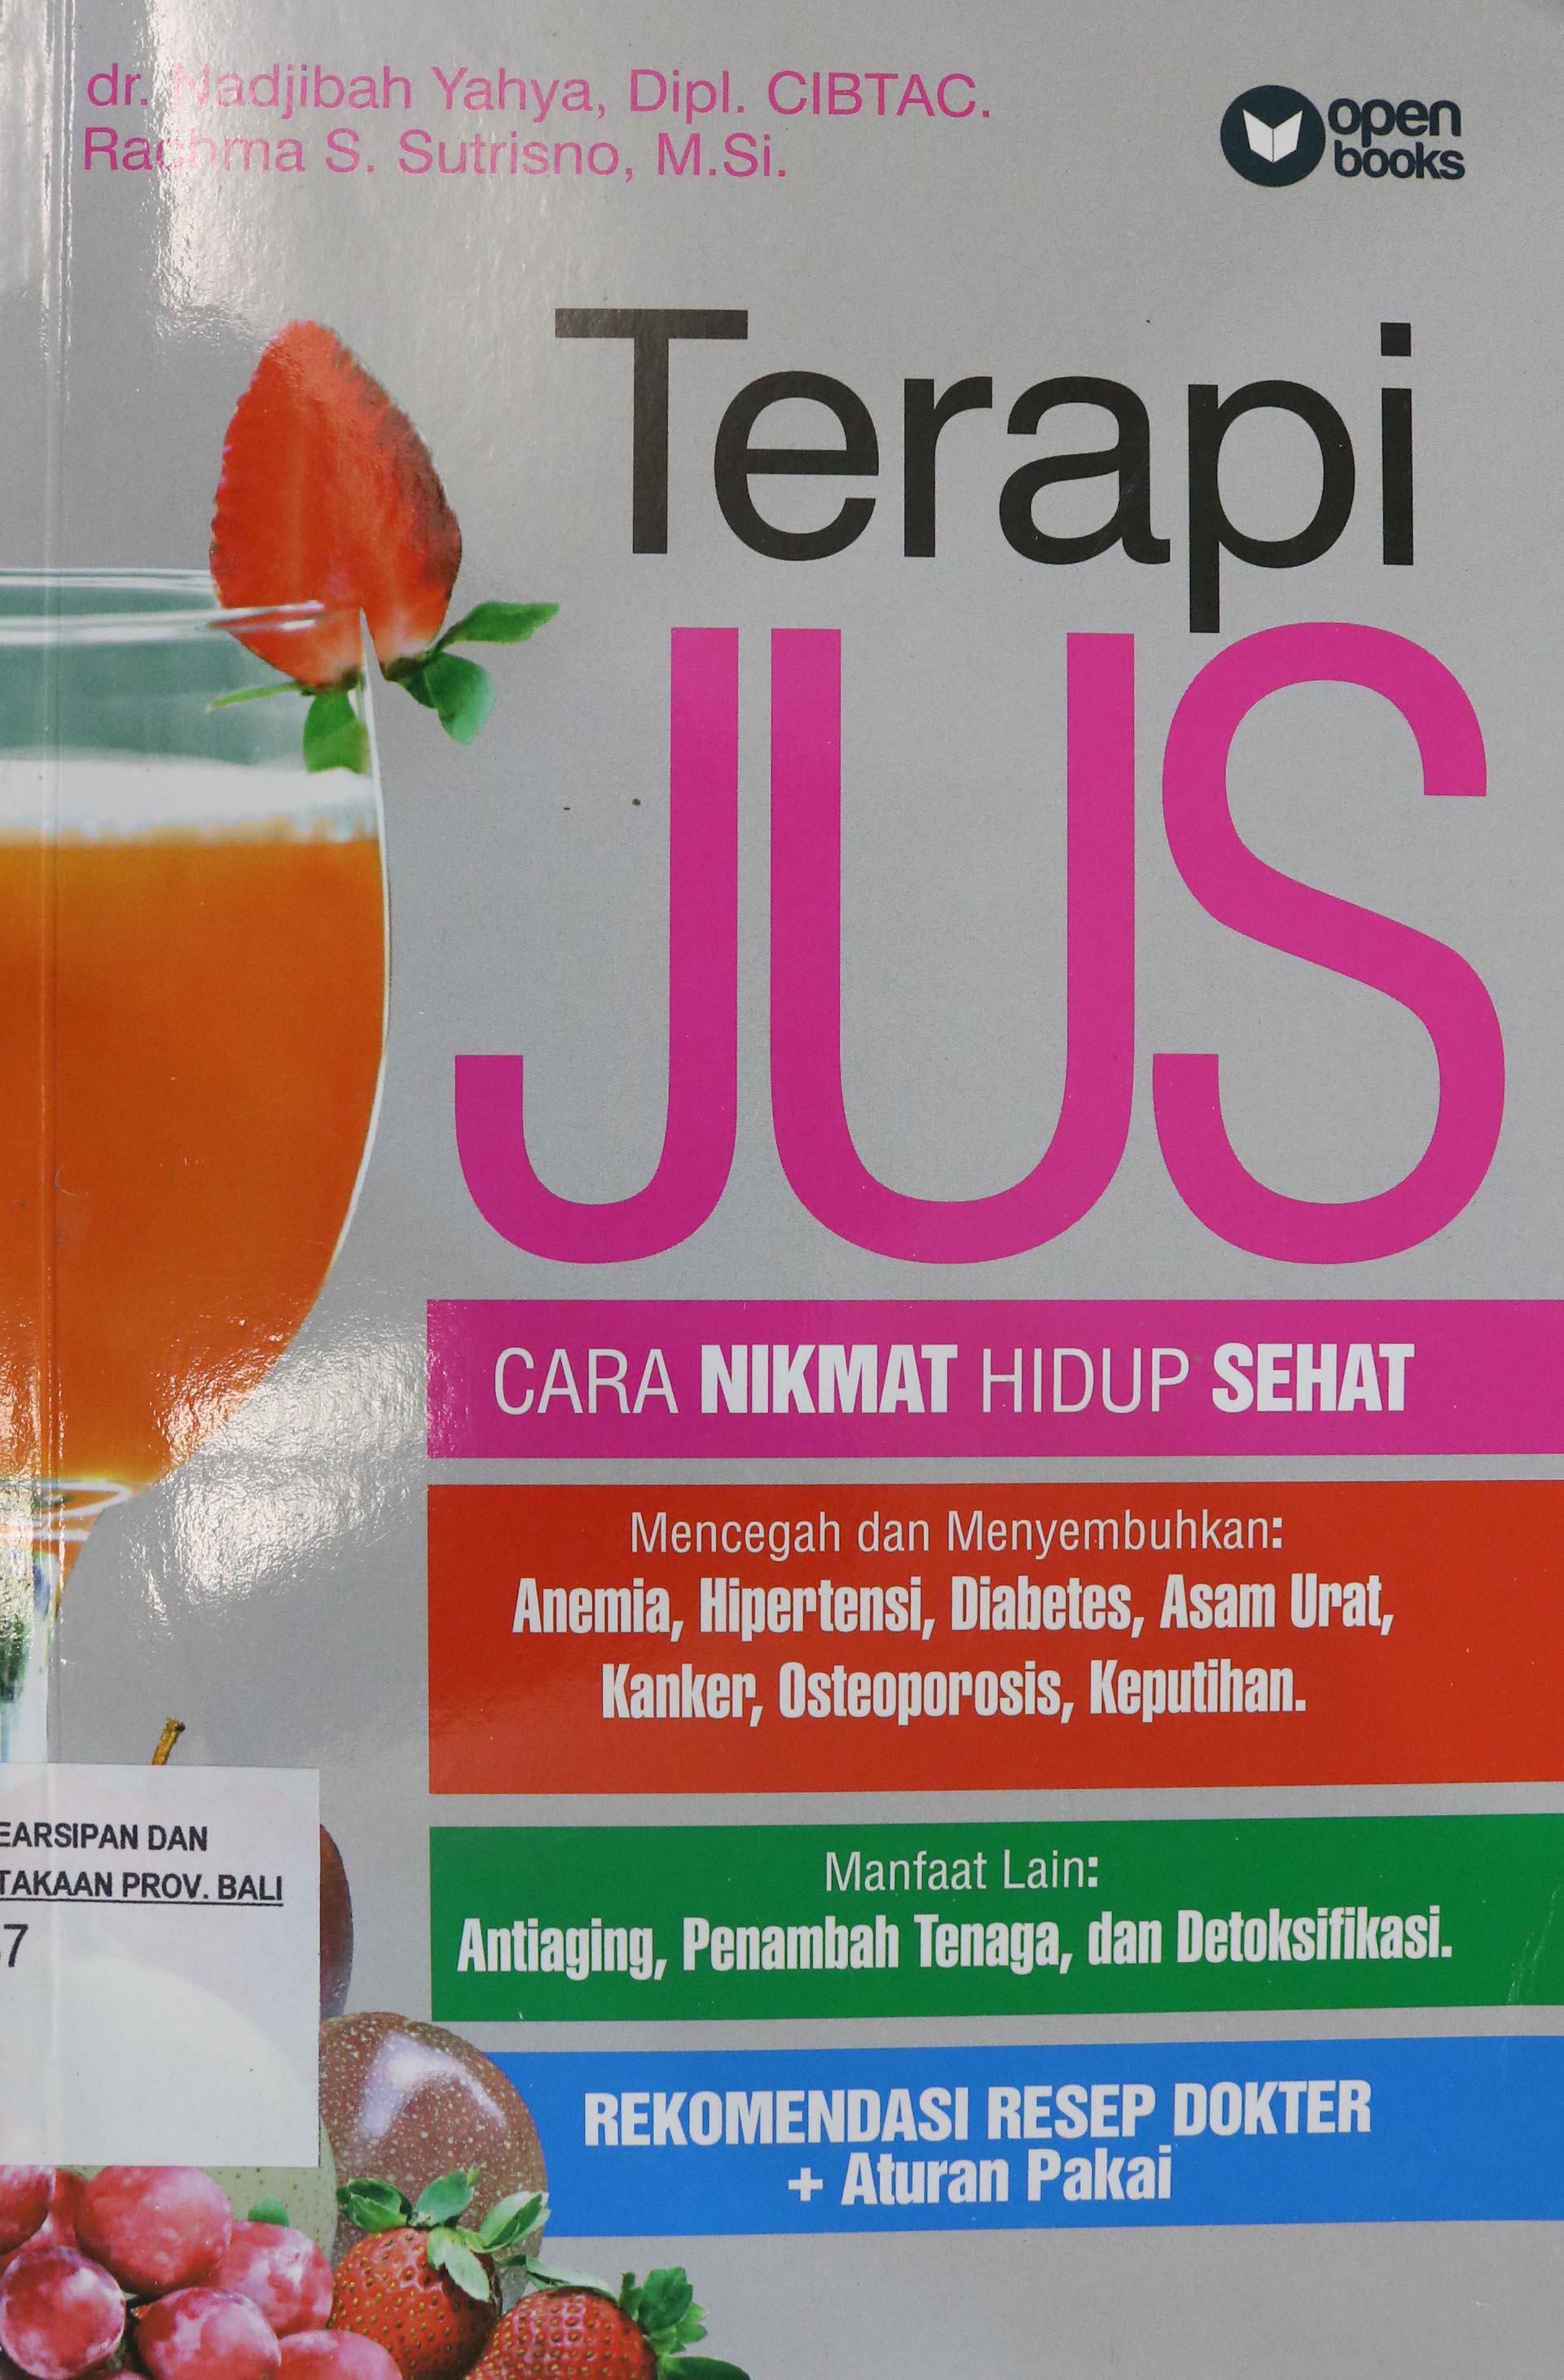 dr. Nadjibah Yahya, Dipl. CIBTAC.
Rachma S. Sutrisno, M.Si.
open
books
Terapi
JUS
CARA NIKMAT HIDUP SEHAT
Mencegah dan Menyembuhkan:
Anemia, Hipertensi, Diabetes, Asam Urat,
Kanker, Osteoporosis, Keputihan.
Manfaat Lain:
Antiaging, Penambah Tenaga, dan Detoksifikasi.
REKOMENDASI RESEP DOKTER
+ Aturan Pakai
EARSIPAN DAN
TAKAAN PROV. BALI
7